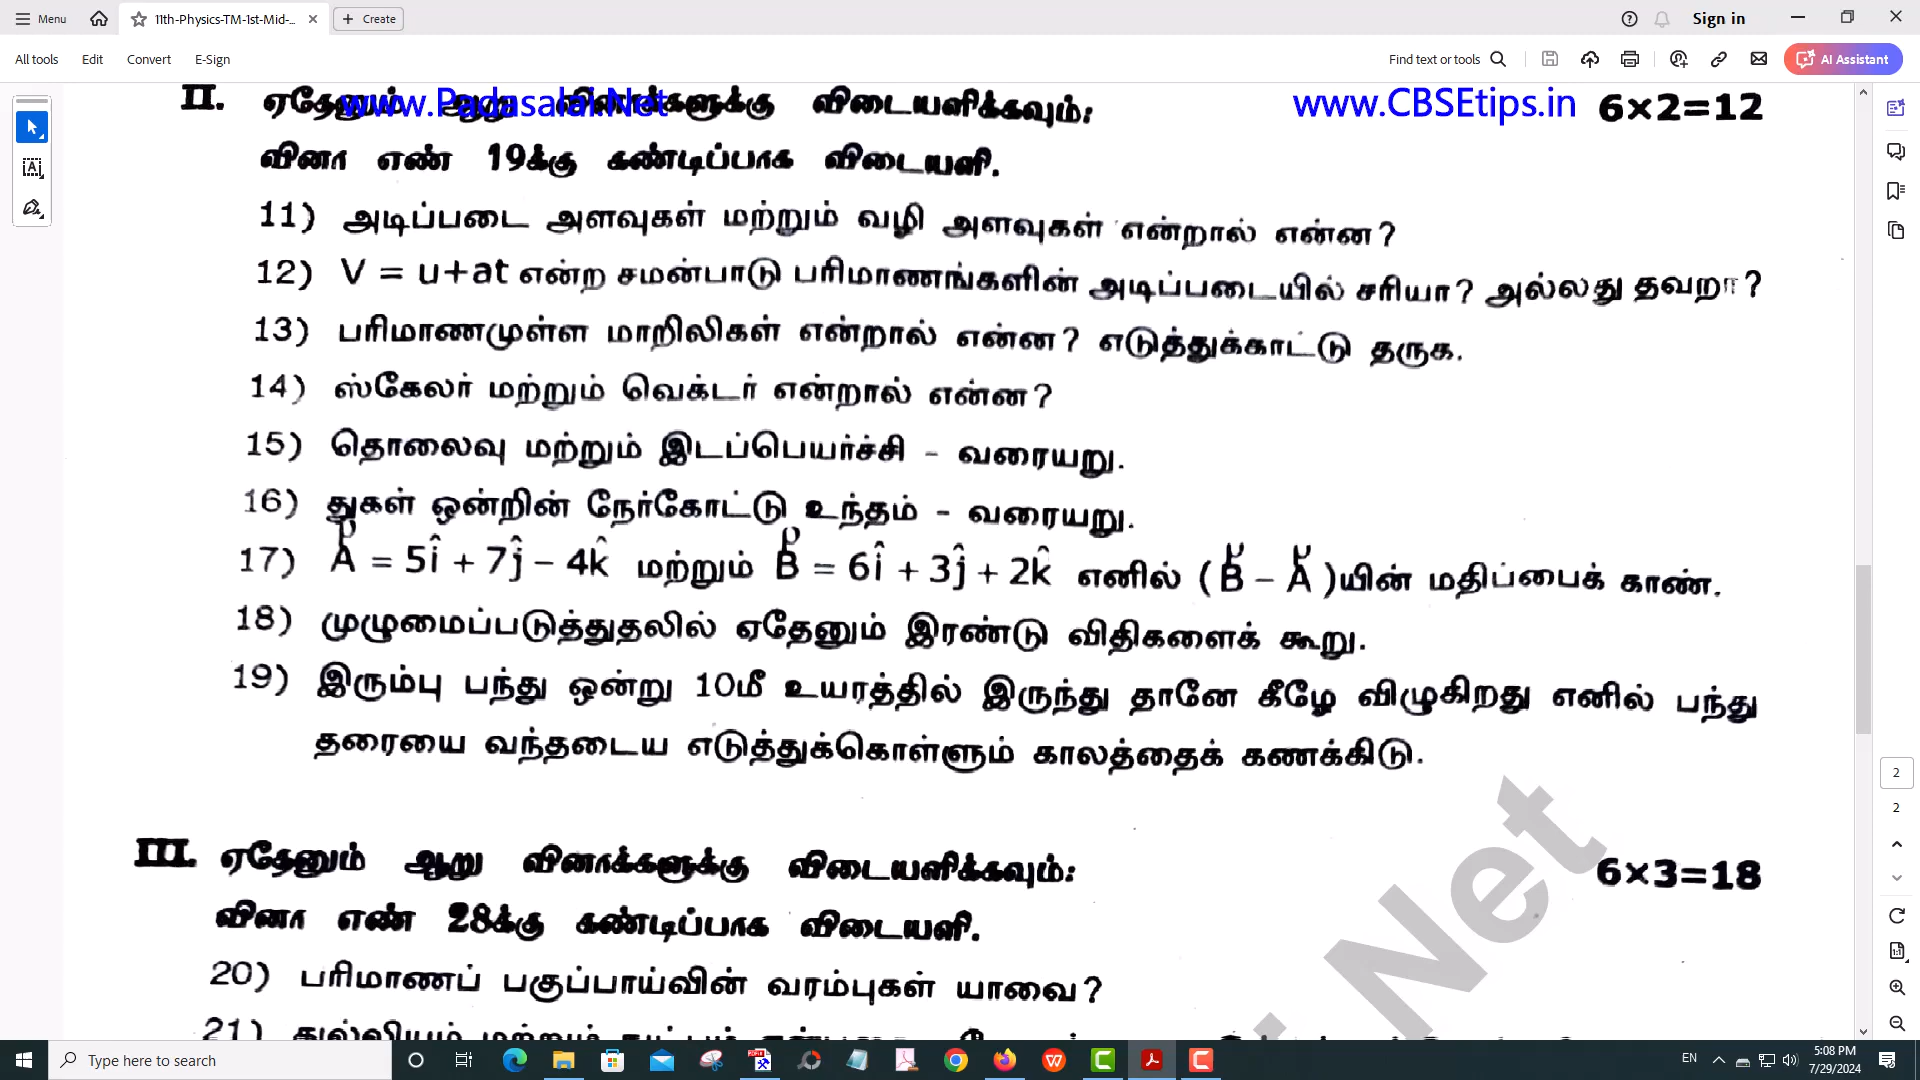 Menu
11th-Physics-TM-1st-Mid-...
Create
Sign in
All tools
Edit
Convert
E-Sign
Find text or tools
AI Assistant
II. ஏதேனும் ஆறு வினாக்களுக்கு விடையளிக்கவும்: 6×2=12
www.Padasalai.Net
www.CBSEtips.in
வினா எண் 19க்கு கண்டிப்பாக விடையளி.
11) அடிப்படை அளவுகள் மற்றும் வழி அளவுகள் என்றால் என்ன?
12) V = u+at என்ற சமன்பாடு பரிமாணங்களின் அடிப்படையில் சரியா? அல்லது தவறா?
13) பரிமாணமுள்ள மாறிலிகள் என்றால் என்ன? எடுத்துக்காட்டு தருக.
14) ஸ்கேலர் மற்றும் வெக்டர் என்றால் என்ன?
15) தொலைவு மற்றும் இடப்பெயர்ச்சி - வரையறு.
16) துகள் ஒன்றின் நேர்கோட்டு உந்தம் - வரையறு.
17) A = 5î + 7ĵ – 4k̂ மற்றும் B = 6î + 3ĵ + 2k̂ எனில் (B – A)யின் மதிப்பைக் காண்.
18) முழுமைப்படுத்துதலில் ஏதேனும் இரண்டு விதிகளைக் கூறு.
19) இரும்பு பந்து ஒன்று 10மீ உயரத்தில் இருந்து தானே கீழே விழுகிறது எனில் பந்து
தரையை வந்தடைய எடுத்துக்கொள்ளும் காலத்தைக் கணக்கிடு.
III. ஏதேனும் ஆறு வினாக்களுக்கு விடையளிக்கவும்: 6×3=18
வினா எண் 28க்கு கண்டிப்பாக விடையளி.
20) பரிமாணப் பகுப்பாய்வின் வரம்புகள் யாவை?
21)
Net
2
2
Type here to search
EN
5:08 PM
7/29/2024